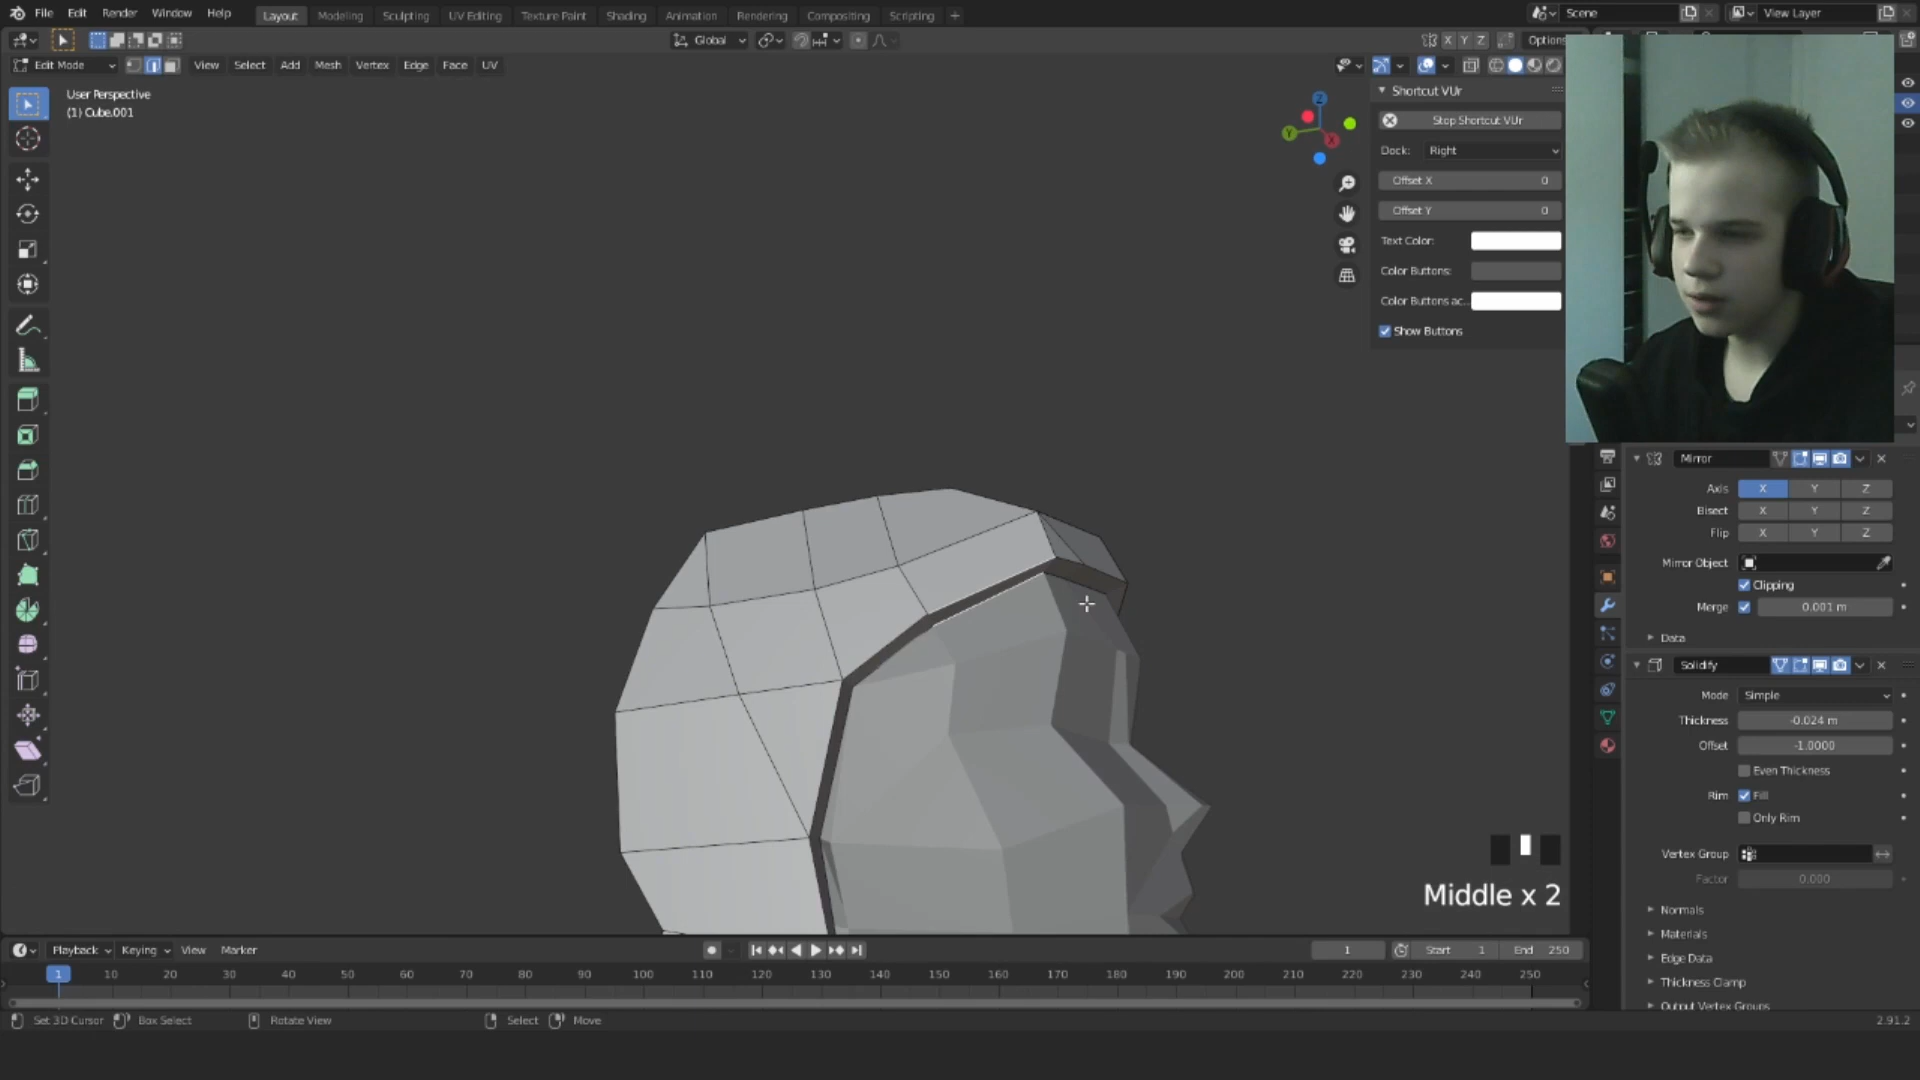 File Edit Render Window Help Layout Modeling Sculpting UV Editing Texture Paint Shading Animation Rendering Compositing Scripting + Scene View Layer
Global X Y Z Options
Edit Mode View Select Add Mesh Vertex Edge Face UV
User Perspective
(1) Cube.001
Z
Y
X
Shortcut VUr
Stop Shortcut VUr
Dock: Right
Offset X 0
Offset Y 0
Text Color:
Color Buttons:
Color Buttons ac...
Show Buttons
Mirror
Axis X Y Z
Bisect X Y Z
Flip X Y Z
Mirror Object
Clipping
Merge 0.001 m
Data
Solidify
Mode Simple
Thickness -0.024 m
Offset -1.0000
Even Thickness
Rim Fill
Only Rim
Vertex Group
Factor 0.000
Normals
Materials
Edge Data
Thickness Clamp
Output Vertex Groups
Middle x 2
Playback Keying View Marker 1 Start 1 End 250
1 10 20 30 40 50 60 70 80 90 100 110 120 130 140 150 160 170 180 190 200 210 220 230 240 250
Set 3D Cursor Box Select Rotate View Select Move 2.91.2